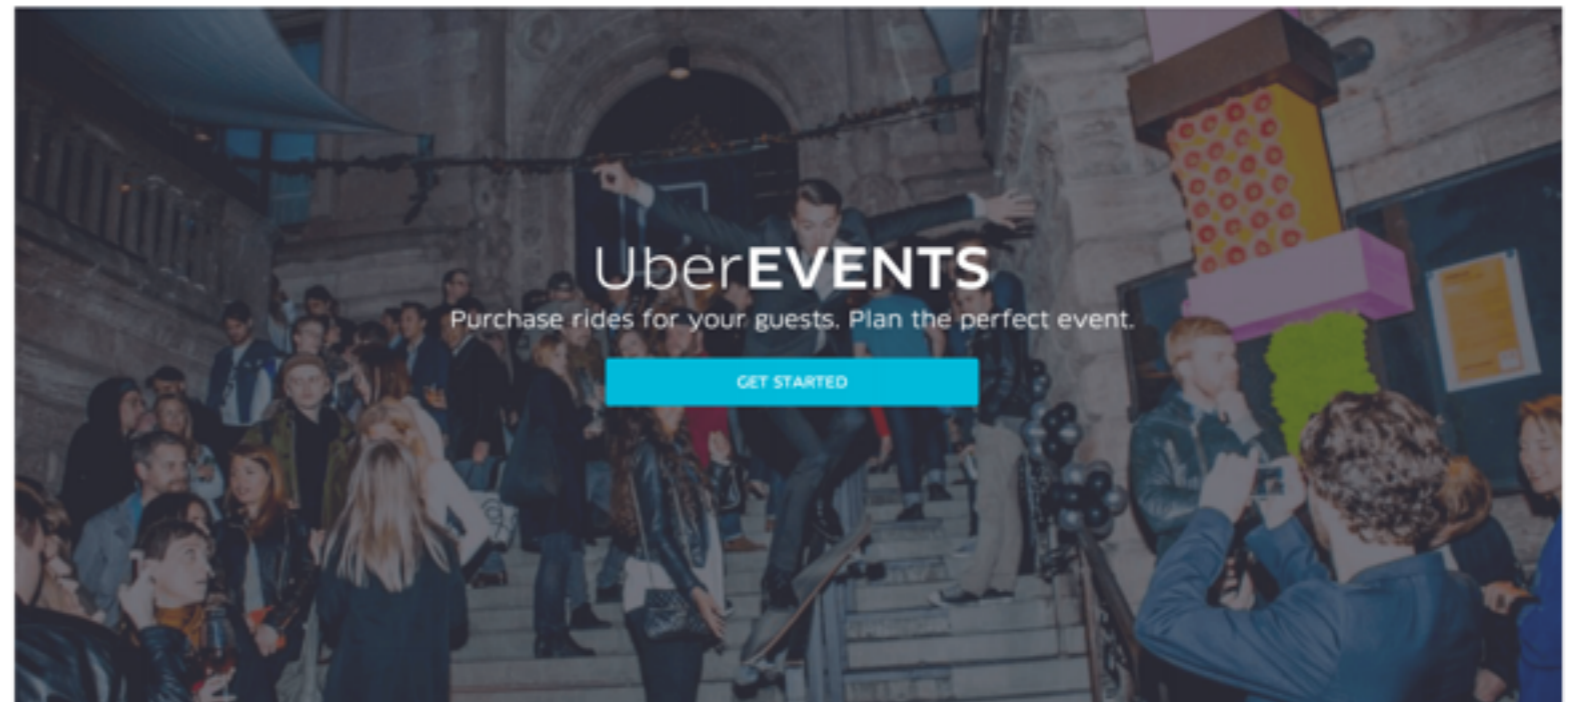 UberEVENTS
Purchase rides for your guests. Plan the perfect event.
GET STARTED